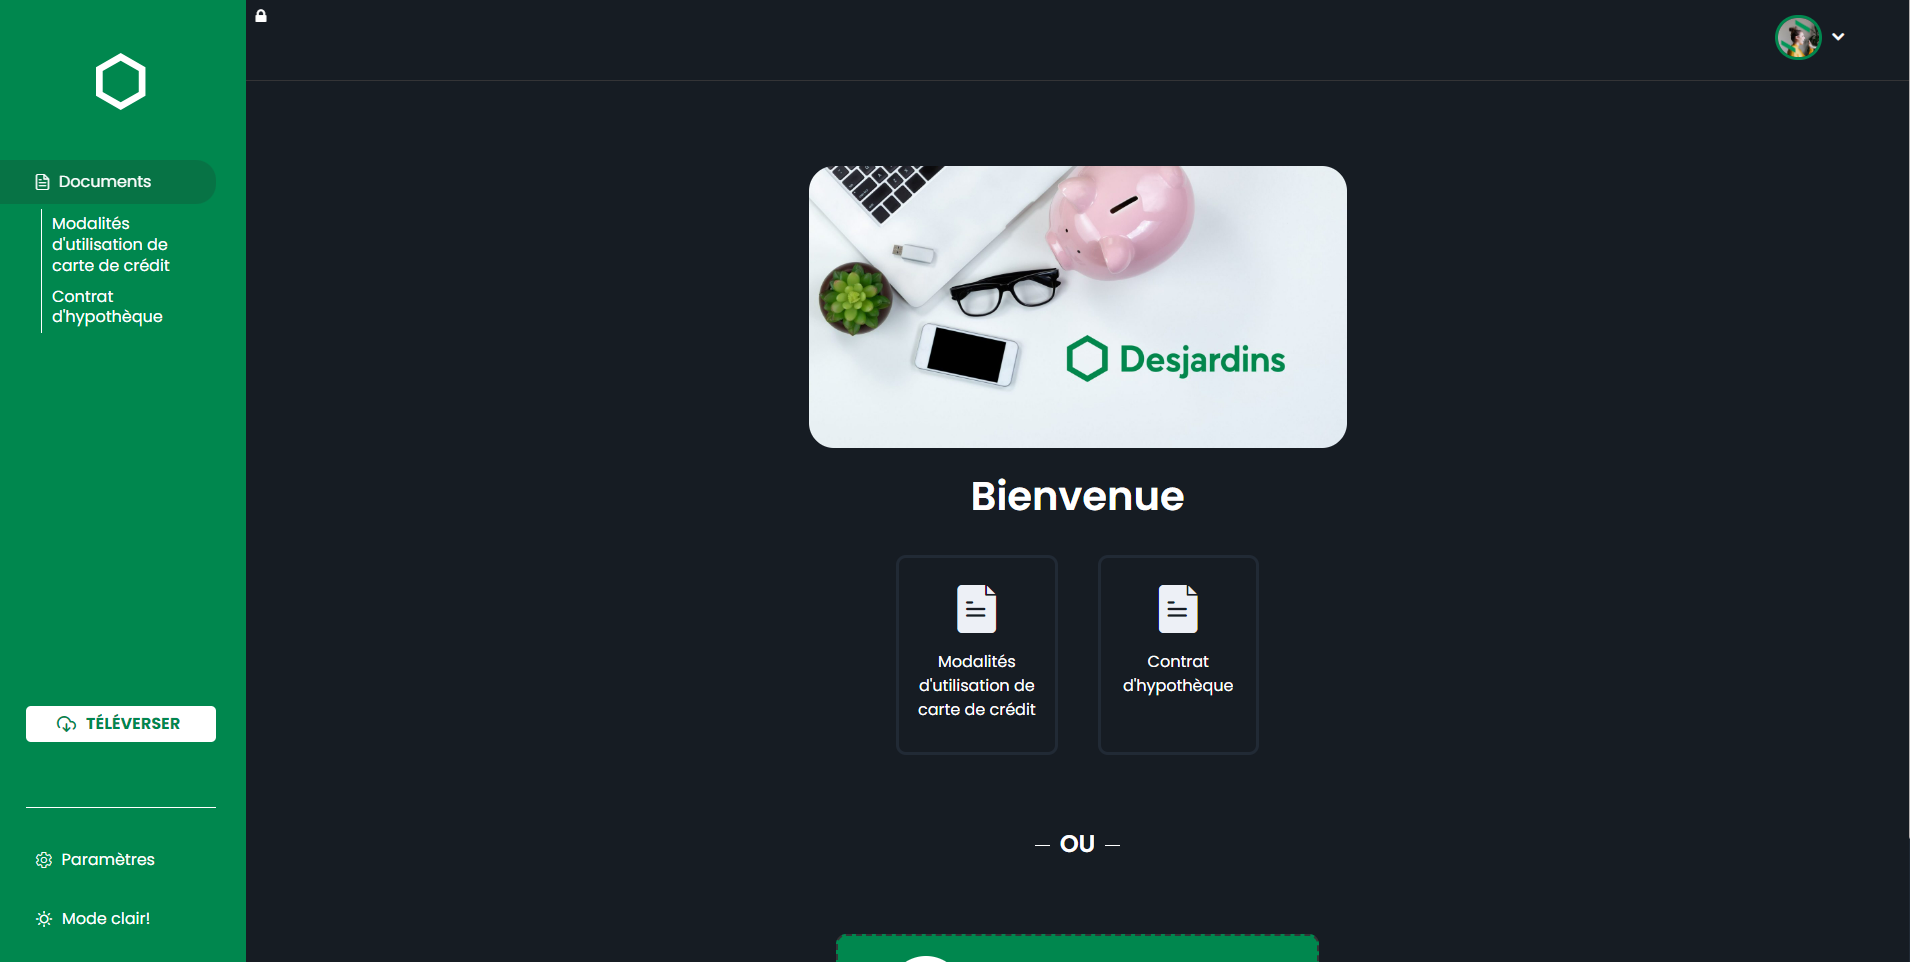 Documents
Modalités
d'utilisation de
carte de crédit
Contrat
d'hypothèque
TÉLÉVERSER
Paramètres
Mode clair!
Desjardins
Bienvenue
Modalités
d'utilisation de
carte de crédit
Contrat
d'hypothèque
— OU —